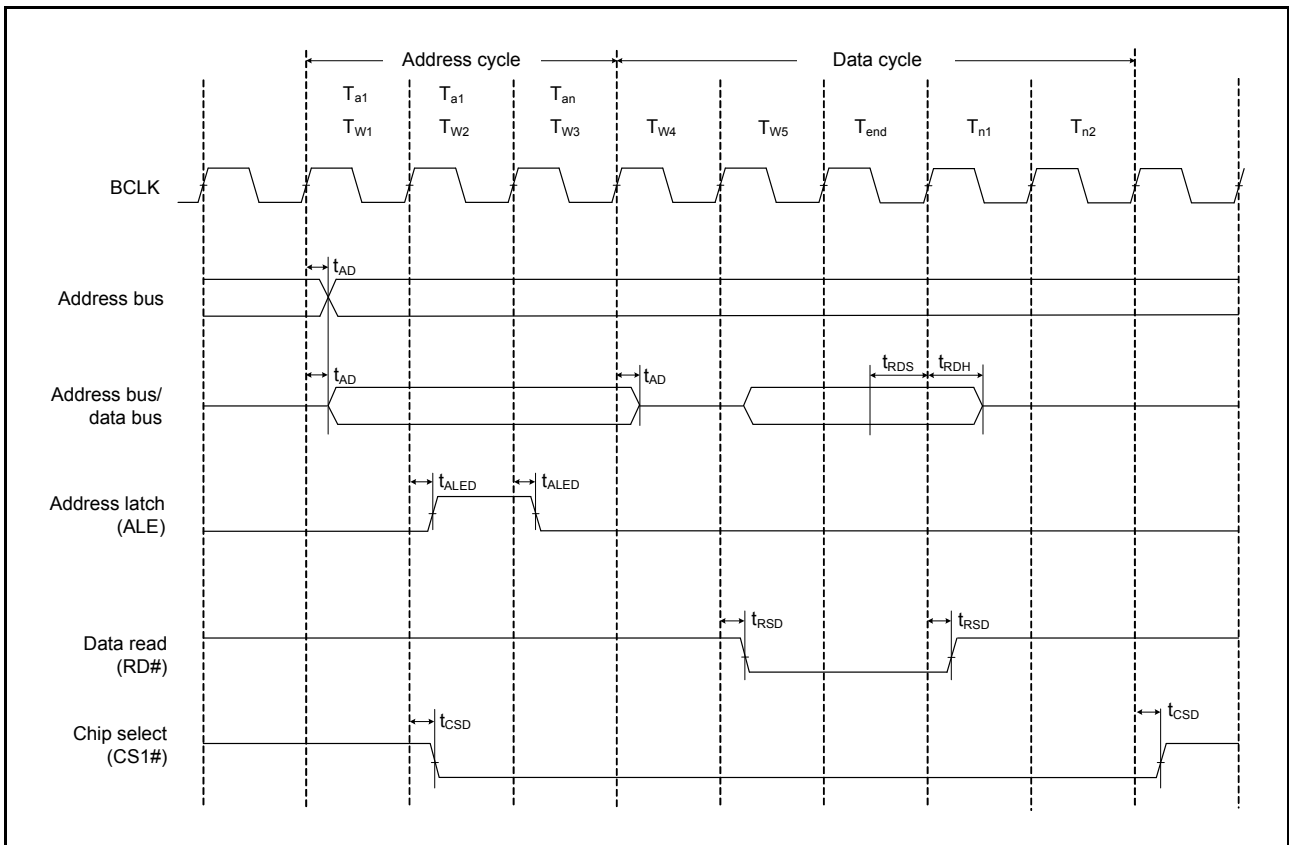 Address cycle Data cycle
Ta1 Ta1 Tan
TW1 TW2 TW3 TW4 TW5 Tend Tn1 Tn2
BCLK
tAD
Address bus
tAD tAD tRDS tRDH
Address bus/
data bus
tALED tALED
Address latch
(ALE)
tRSD tRSD
Data read
(RD#)
tCSD tCSD
Chip select
(CS1#)